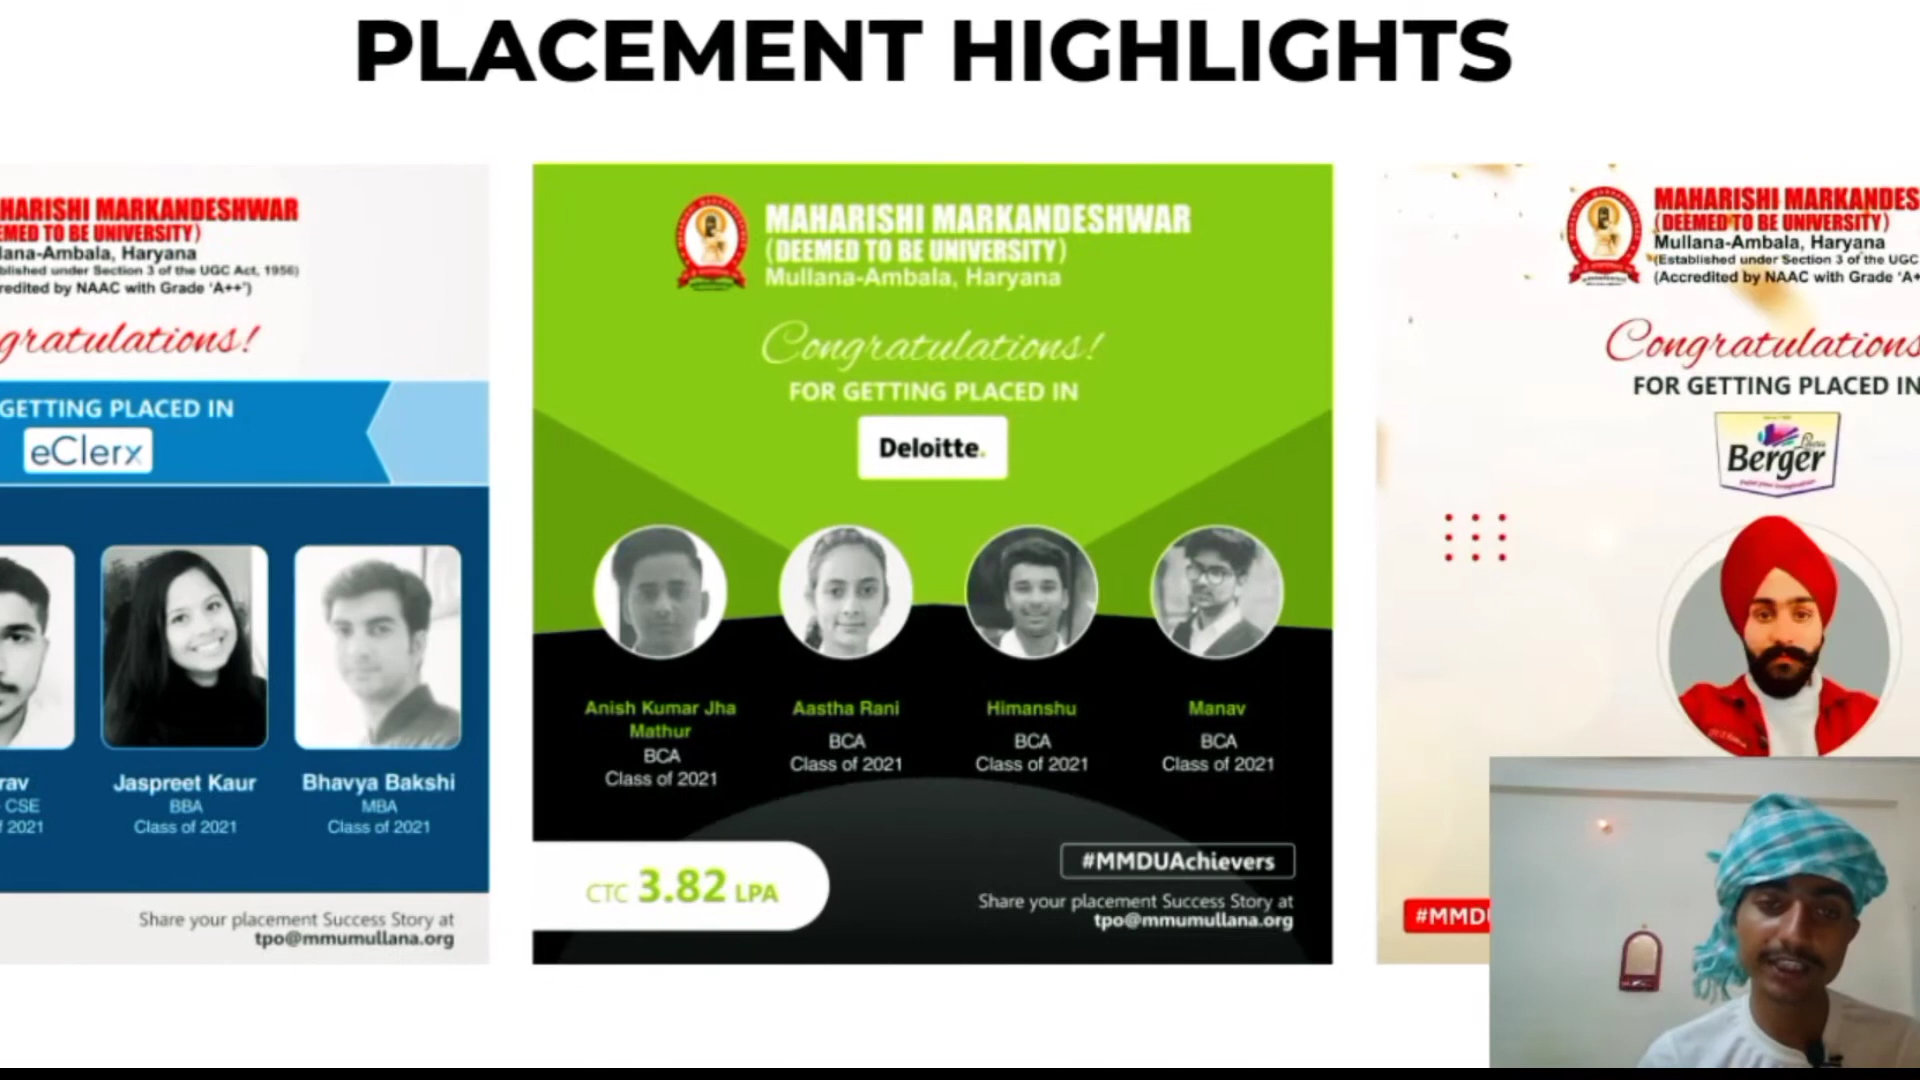 PLACEMENT HIGHLIGHTS
HARISHI MARKANDESHWAR
EMED TO BE UNIVERSITY)
lana-Ambala, Haryana
blished under Section 3 of the UGC Act, 1956)
redited by NAAC with Grade 'A++')
gratulations!
GETTING PLACED IN
eClerx
rav
CSE
f 2021
Jaspreet Kaur
BBA
Class of 2021
Bhavya Bakshi
MBA
Class of 2021
Share your placement Success Story at
tpo@mmumullana.org
MAHARISHI MARKANDESHWAR
(DEEMED TO BE UNIVERSITY)
Mullana-Ambala, Haryana
Congratulations!
FOR GETTING PLACED IN
Deloitte.
Anish Kumar Jha
Mathur
BCA
Class of 2021
Aastha Rani
BCA
Class of 2021
Himanshu
BCA
Class of 2021
Manav
BCA
Class of 2021
CTC 3.82 LPA
#MMDUAchievers
Share your placement Success Story at
tpo@mmumullana.org
MAHARISHI MARKANDES
(DEEMED TO BE UNIVERSITY)
Mullana-Ambala, Haryana
(Established under Section 3 of the UGC
(Accredited by NAAC with Grade 'A+
Congratulations
FOR GETTING PLACED IN
Berger
#MMDU